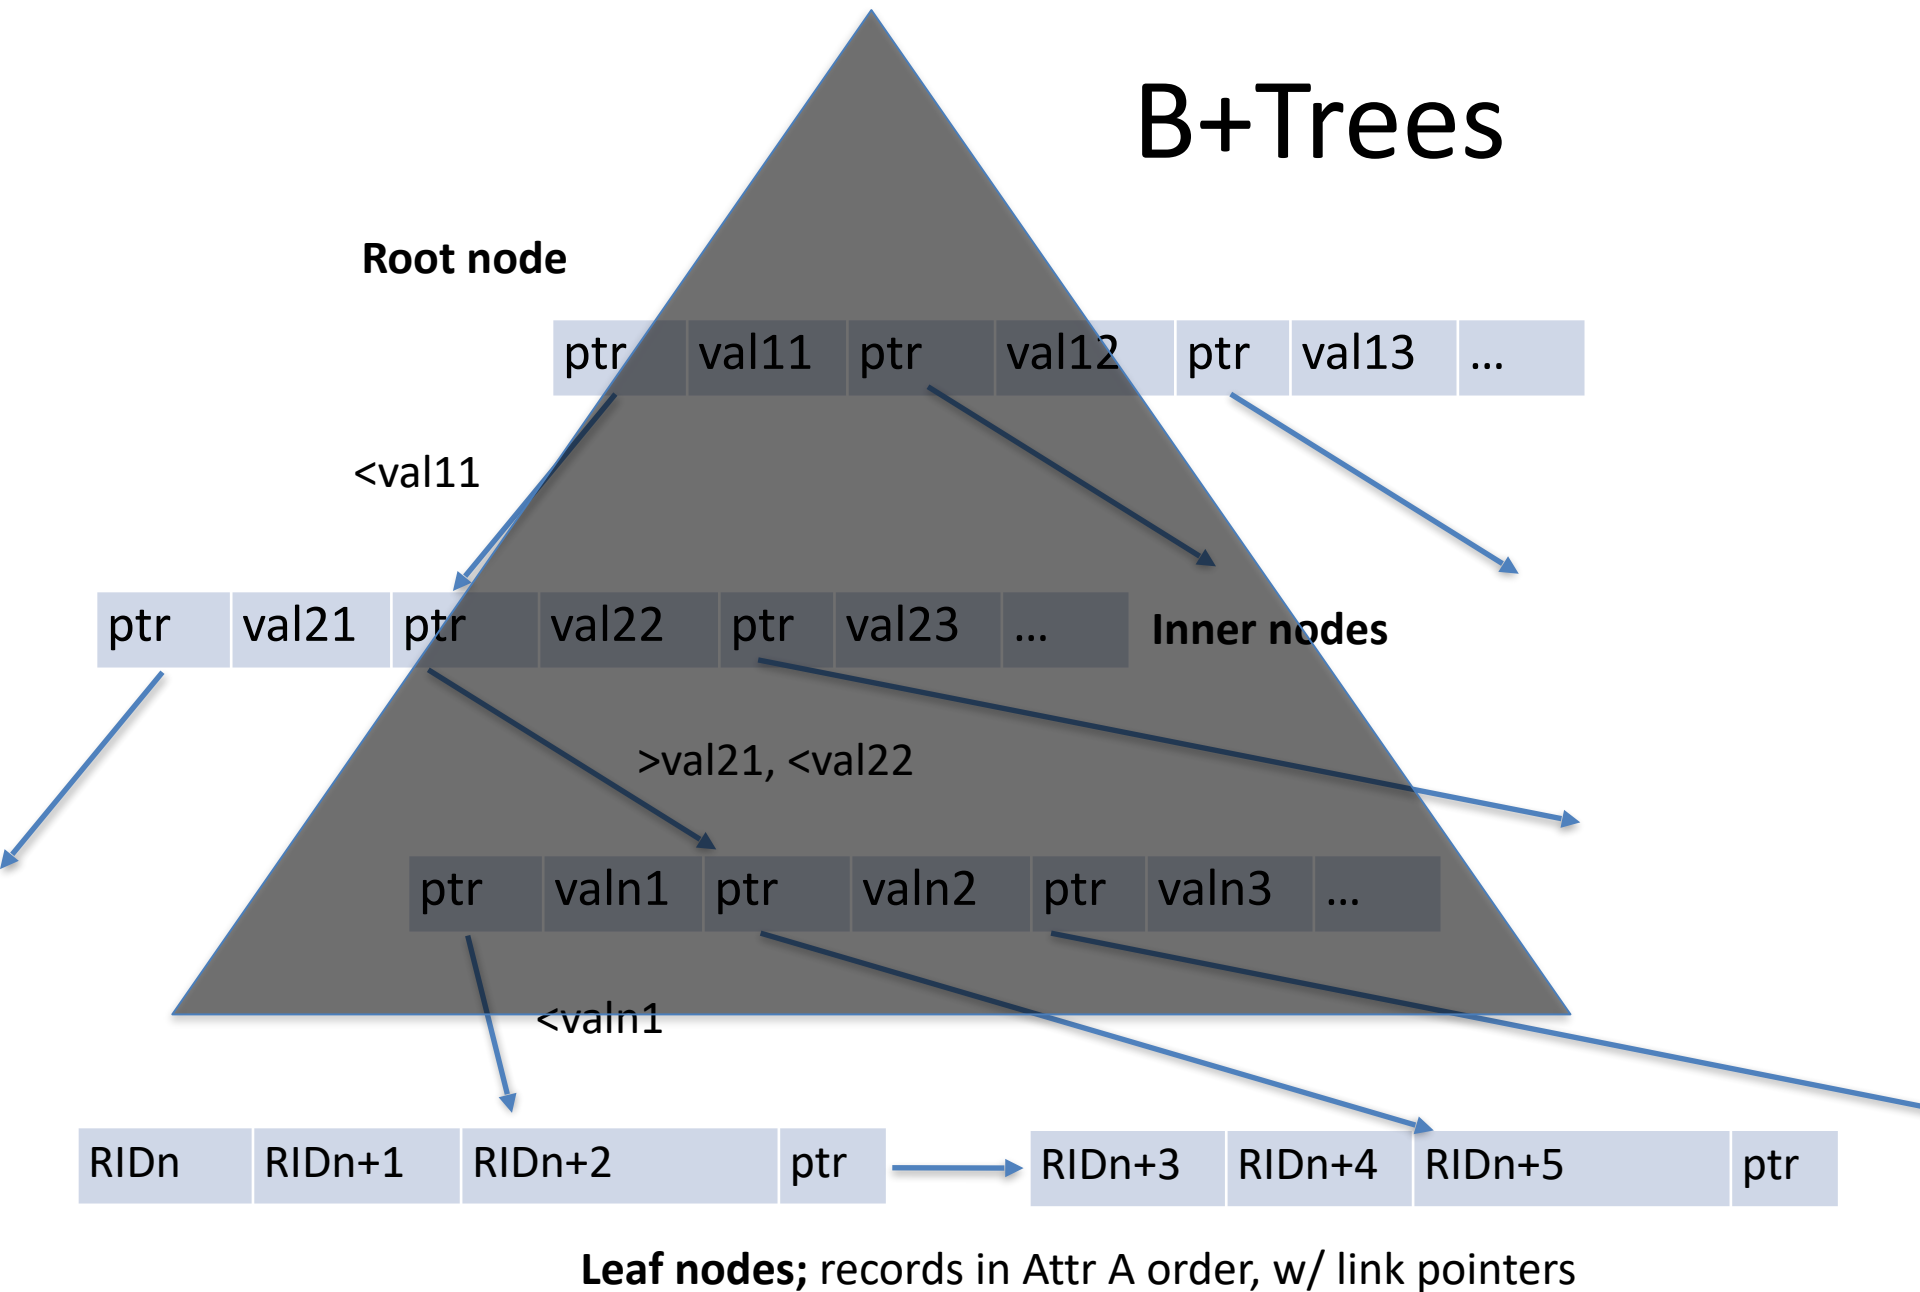 B+Trees
Root node
ptr val11 ptr val12 ptr val13 ...
<val11
ptr val21 ptr val22 ptr val23 ...
Inner nodes
>val21, <val22
ptr valn1 ptr valn2 ptr valn3 ...
<valn1
RIDn RIDn+1 RIDn+2 ptr RIDn+3 RIDn+4 RIDn+5 ptr
Leaf nodes; records in Attr A order, w/ link pointers